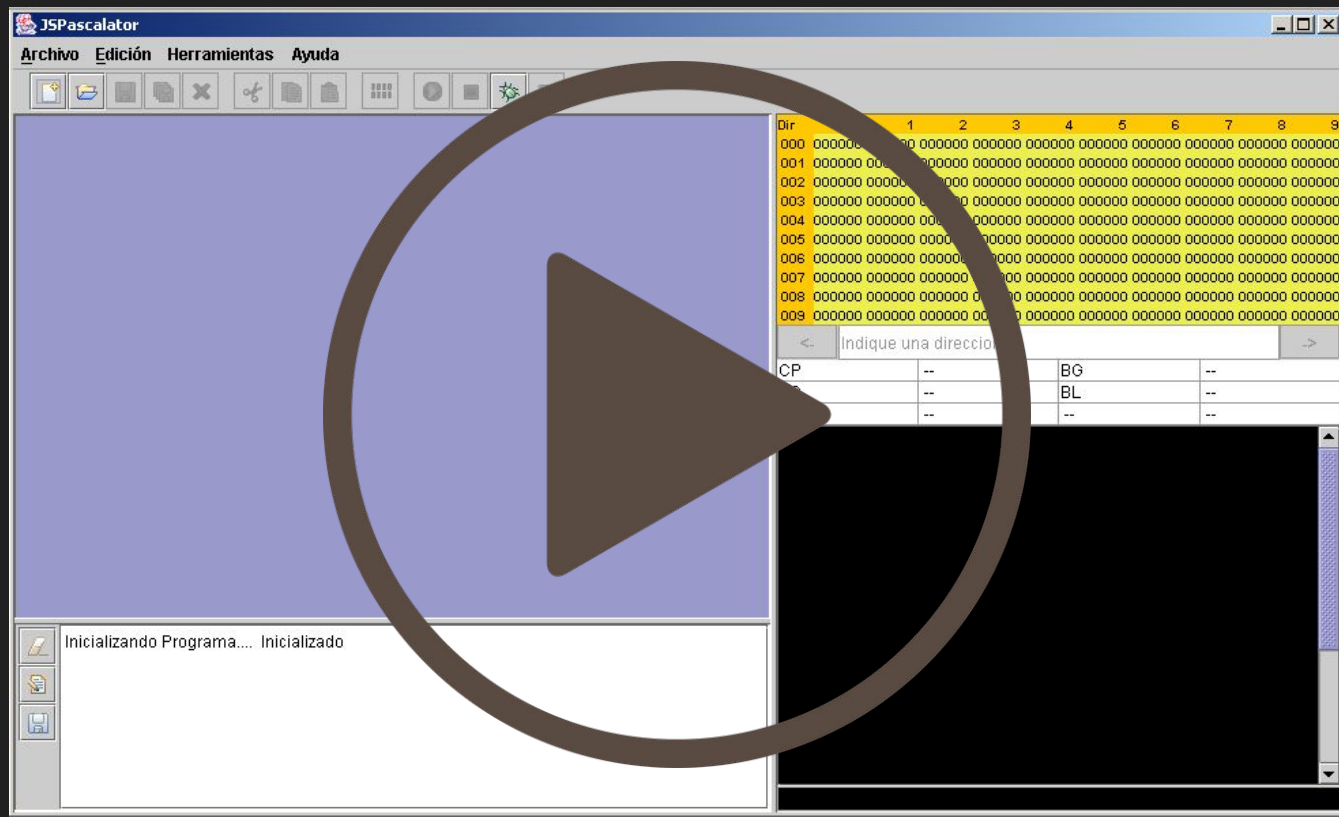 JSPascalator
Archivo Edición Herramientas Ayuda
Dir 1 2 3 4 5 6 7 8 9
000 000000 000000 000000 000000 000000 000000 000000 000000
001 000000 000000 000000 000000 000000 000000 000000 000000
002 000000 000000 000000 000000 000000 000000 000000
003 000000 000000 000000 000000 000000 000000 000000 000000
004 000000 000000 000000 000000 000000 000000 000000 000000
005 000000 000000 000000 000000 000000 000000 000000 000000
006 000000 000000 000000 000000 000000 000000 000000 000000
007 000000 000000 000000 000000 000000 000000 000000 000000
008 000000 000000 000000 000000 000000 000000 000000 000000 000000
009 000000 000000 000000 000000 000000 000000 000000 000000 000000
<- Indique una ->
CP -- BG --
-- BL --
-- -- --
Inicializando Programa.... Inicializado